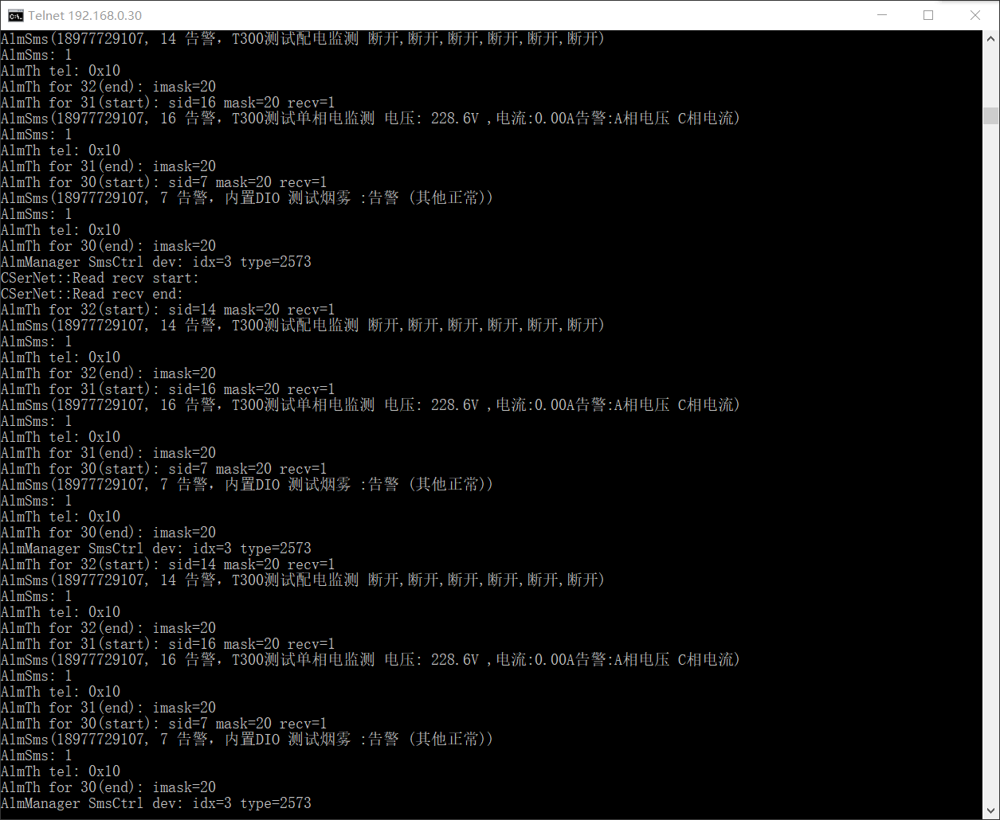 Telnet 192.168.0.30
AlmSms(18977729107, 14 告警, T300测试配电监测 断开,断开,断开,断开,断开,断开)
AlmSms: 1
AlmTh tel: 0x10
AlmTh for 32(end): imask=20
AlmTh for 31(start): sid=16 mask=20 recv=1
AlmSms(18977729107, 16 告警, T300测试单相电监测 电压: 228.6V ,电流:0.00A告警:A相电压 C相电流)
AlmSms: 1
AlmTh tel: 0x10
AlmTh for 31(end): imask=20
AlmTh for 30(start): sid=7 mask=20 recv=1
AlmSms(18977729107, 7 告警, 内置DIO 测试烟雾 :告警 (其他正常))
AlmSms: 1
AlmTh tel: 0x10
AlmTh for 30(end): imask=20
AlmManager SmsCtrl dev: idx=3 type=2573
CSerNet::Read recv start:
CSerNet::Read recv end:
AlmTh for 32(start): sid=14 mask=20 recv=1
AlmSms(18977729107, 14 告警, T300测试配电监测 断开,断开,断开,断开,断开,断开)
AlmSms: 1
AlmTh tel: 0x10
AlmTh for 32(end): imask=20
AlmTh for 31(start): sid=16 mask=20 recv=1
AlmSms(18977729107, 16 告警, T300测试单相电监测 电压: 228.6V ,电流:0.00A告警:A相电压 C相电流)
AlmSms: 1
AlmTh tel: 0x10
AlmTh for 31(end): imask=20
AlmTh for 30(start): sid=7 mask=20 recv=1
AlmSms(18977729107, 7 告警, 内置DIO 测试烟雾 :告警 (其他正常))
AlmSms: 1
AlmTh tel: 0x10
AlmTh for 30(end): imask=20
AlmManager SmsCtrl dev: idx=3 type=2573
AlmTh for 32(start): sid=14 mask=20 recv=1
AlmSms(18977729107, 14 告警, T300测试配电监测 断开,断开,断开,断开,断开,断开)
AlmSms: 1
AlmTh tel: 0x10
AlmTh for 32(end): imask=20
AlmTh for 31(start): sid=16 mask=20 recv=1
AlmSms(18977729107, 16 告警, T300测试单相电监测 电压: 228.6V ,电流:0.00A告警:A相电压 C相电流)
AlmSms: 1
AlmTh tel: 0x10
AlmTh for 31(end): imask=20
AlmTh for 30(start): sid=7 mask=20 recv=1
AlmSms(18977729107, 7 告警, 内置DIO 测试烟雾 :告警 (其他正常))
AlmSms: 1
AlmTh tel: 0x10
AlmTh for 30(end): imask=20
AlmManager SmsCtrl dev: idx=3 type=2573